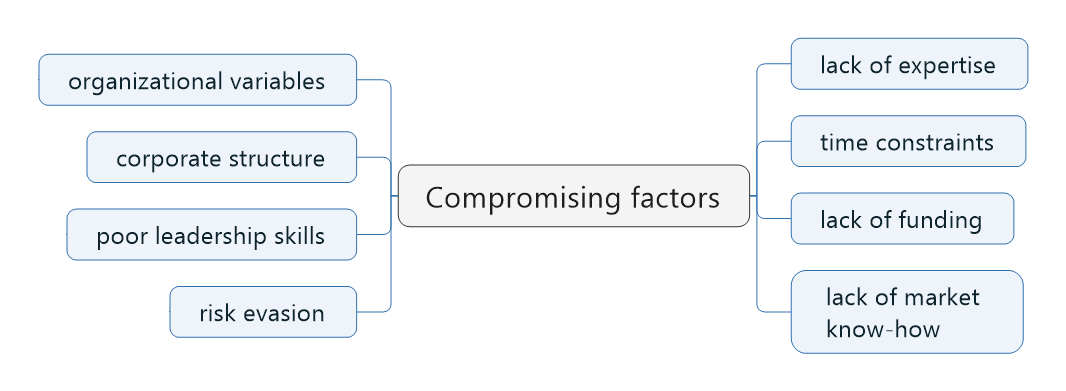 organizational variables
corporate structure
poor leadership skills
risk evasion
Compromising factors
lack of expertise
time constraints
lack of funding
lack of market
know-how